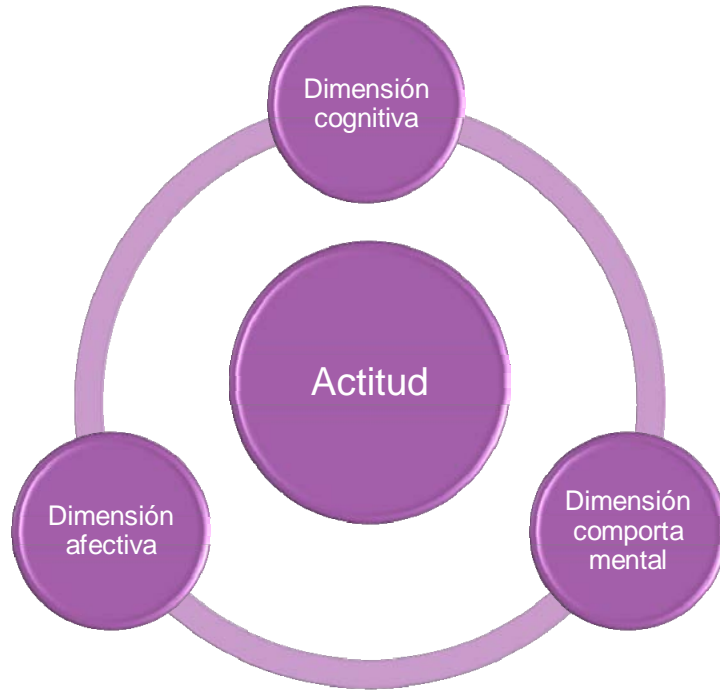 Dimensión
cognitiva
Actitud
Dimensión
afectiva
Dimensión
comporta
mental